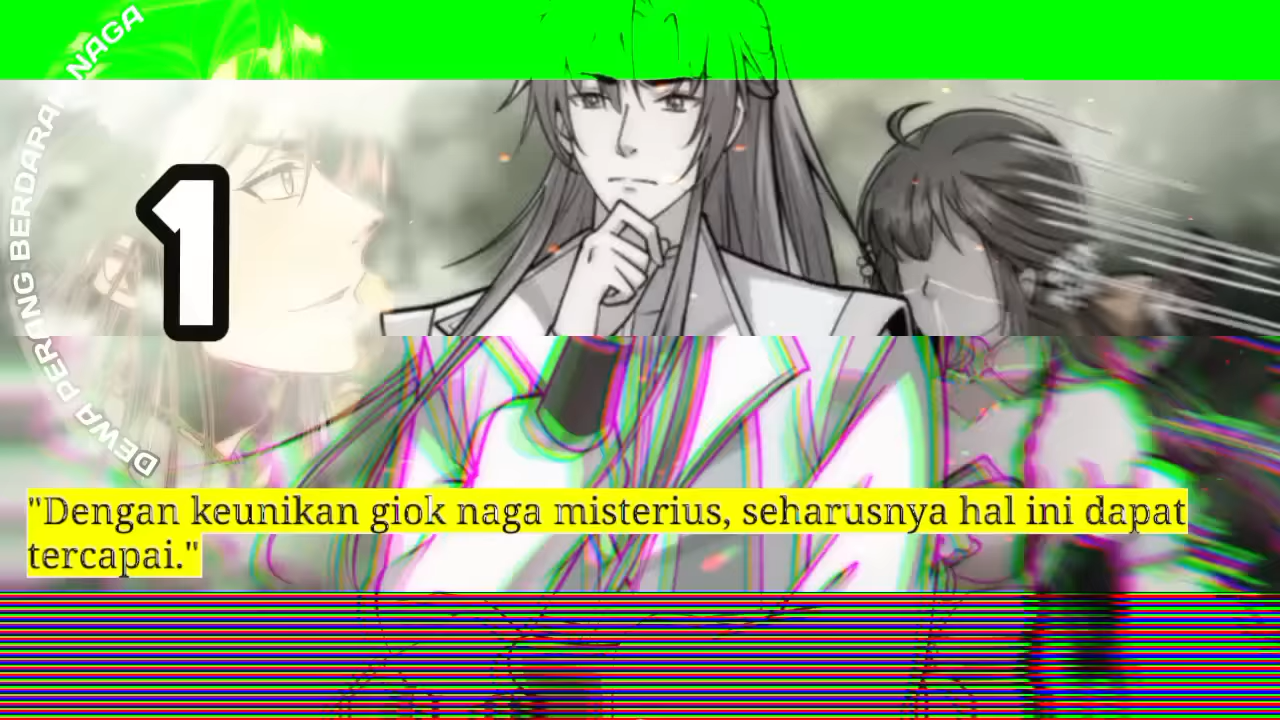 DEWA PERANG BERDARAH NAGA
1
"Dengan keunikan giok naga misterius, seharusnya hal ini dapat
tercapai."